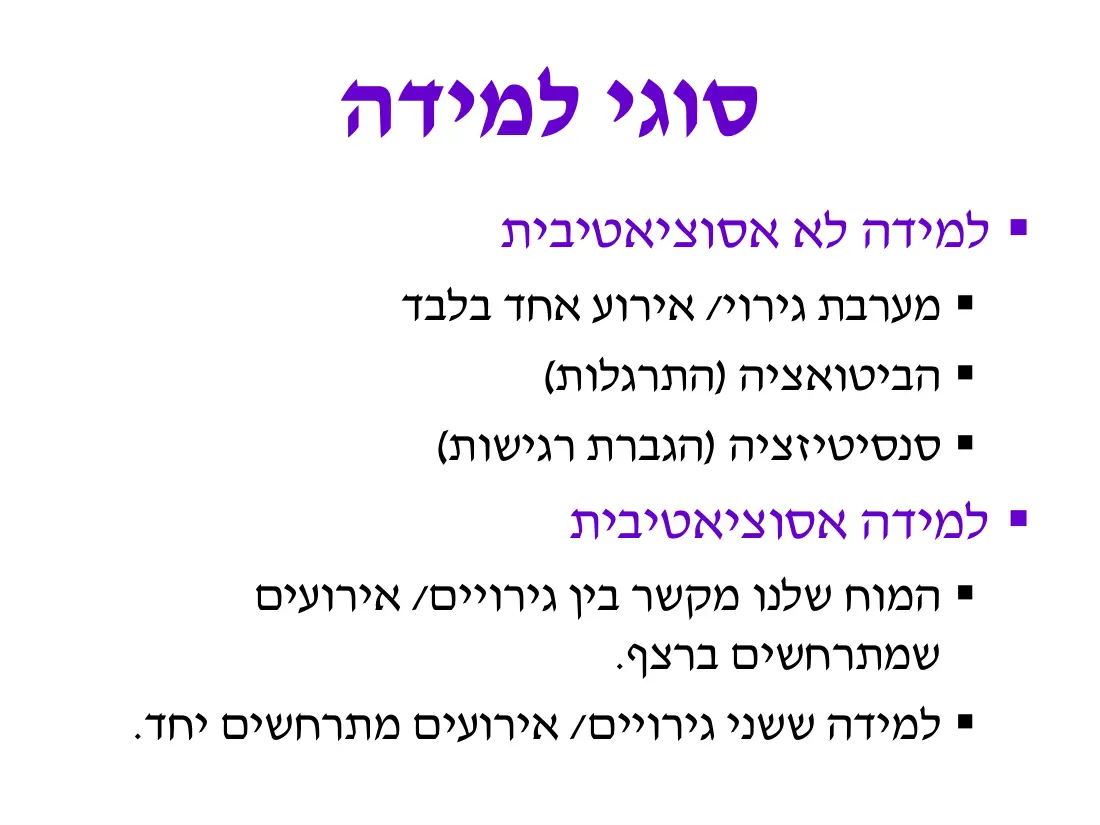 סוגי למידה
▪ למידה לא אסוציאטיבית
▪ מערבת גירוי/ אירוע אחד בלבד
▪ הביטואציה (התרגלות)
▪ סנסיטיזציה (הגברת רגישות)
▪ למידה אסוציאטיבית
▪ המוח שלנו מקשר בין גירויים/ אירועים
שמתרחשים ברצף.
▪ למידה ששני גירויים/ אירועים מתרחשים יחד.